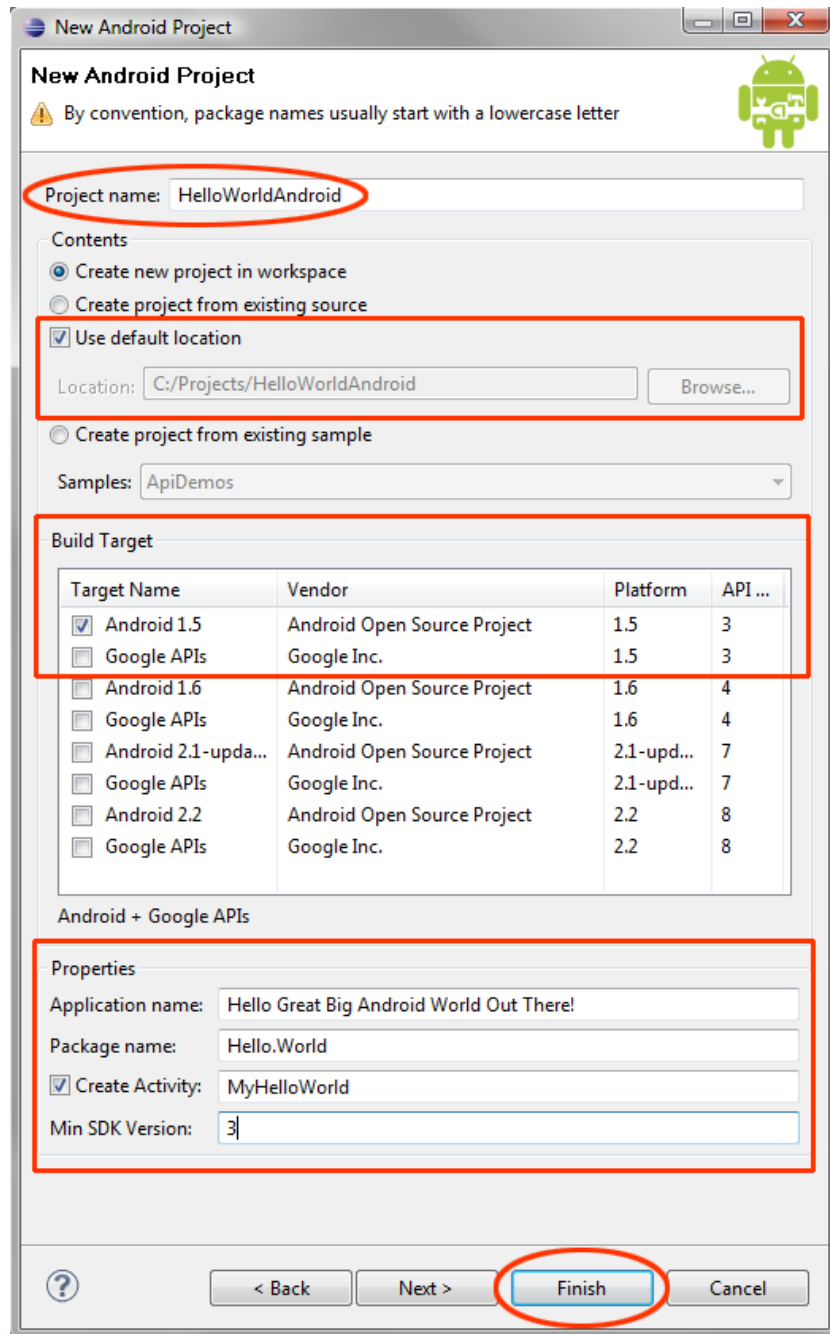 New Android Project
New Android Project
By convention, package names usually start with a lowercase letter
Project name: HelloWorldAndroid
Contents
Create new project in workspace
Create project from existing source
Use default location
Location: C:/Projects/HelloWorldAndroid Browse...
Create project from existing sample
Samples: ApiDemos
Build Target
Target Name Vendor Platform API ...
Android 1.5 Android Open Source Project 1.5 3
Google APIs Google Inc. 1.5 3
Android 1.6 Android Open Source Project 1.6 4
Google APIs Google Inc. 1.6 4
Android 2.1-upda... Android Open Source Project 2.1-upd... 7
Google APIs Google Inc. 2.1-upd... 7
Android 2.2 Android Open Source Project 2.2 8
Google APIs Google Inc. 2.2 8
Android + Google APIs
Properties
Application name: Hello Great Big Android World Out There!
Package name: Hello.World
Create Activity: MyHelloWorld
Min SDK Version: 3
? < Back Next > Finish Cancel